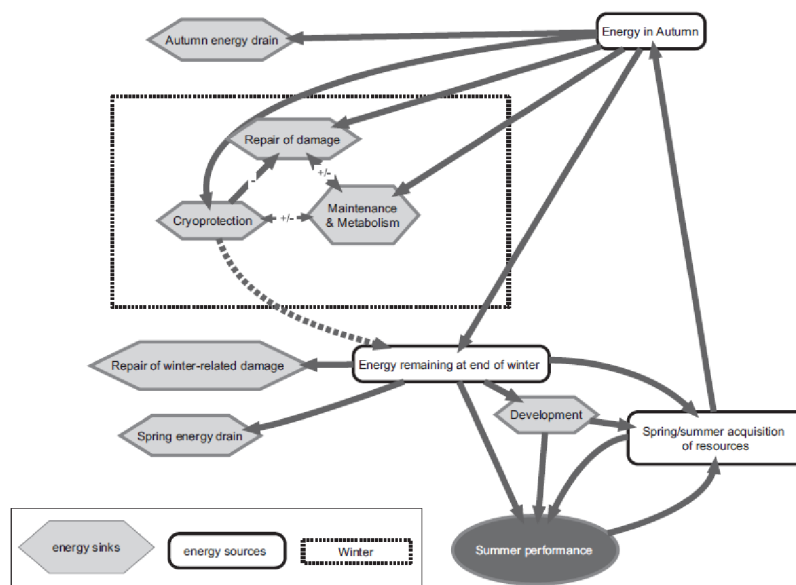 Autumn energy drain
Energy in Autumn
Repair of damage
+/-
-
Maintenance
& Metabolism
Cryoprotection
+/-
Repair of winter-related damage
Energy remaining at end of winter
Development
Spring energy drain
Spring/summer acquisition
of resources
energy sinks
energy sources
Winter
Summer performance